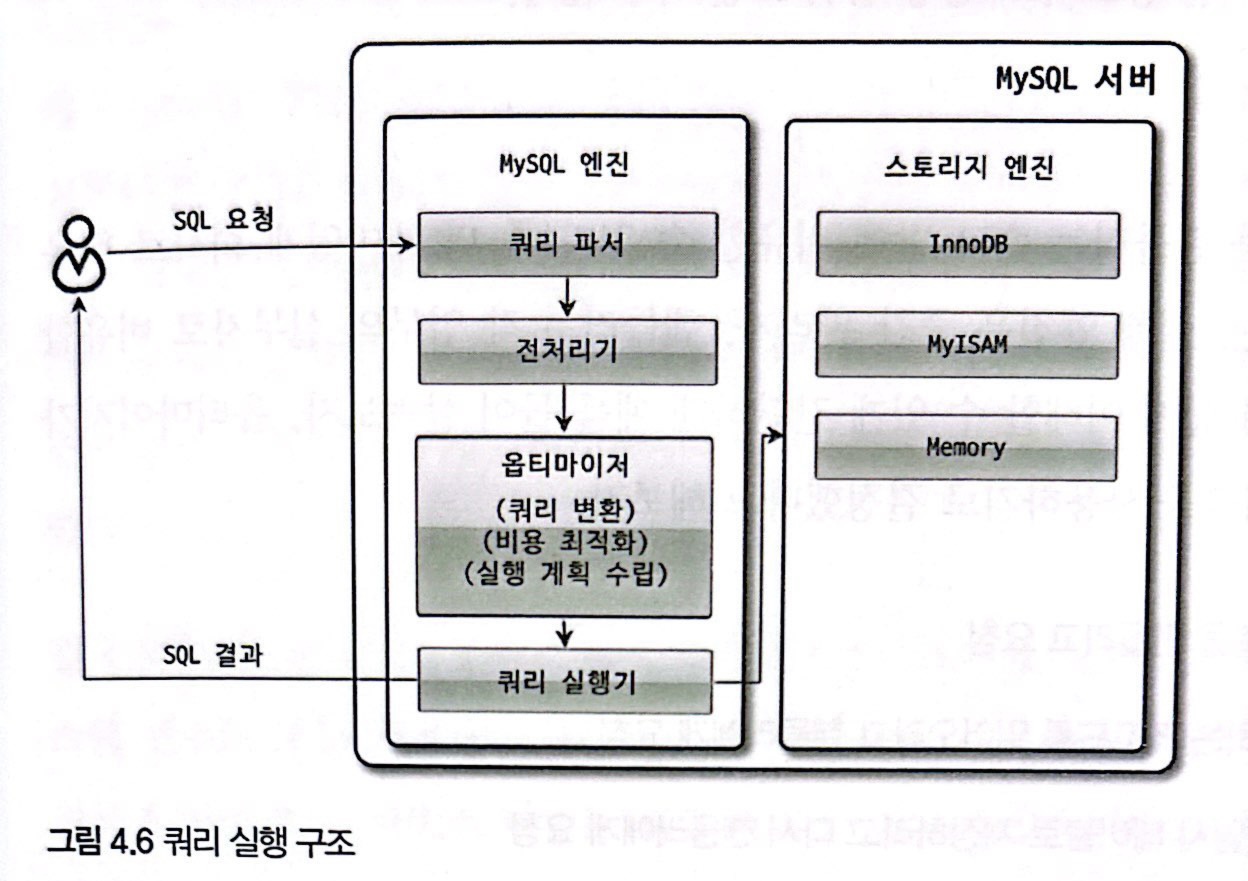 MySQL 서버
MySQL 엔진
스토리지 엔진
SQL 요청
쿼리 파서
InnoDB
전처리기
MyISAM
옵티마이저
(쿼리 변환)
(비용 최적화)
(실행 계획 수립)
Memory
SQL 결과
쿼리 실행기
그림 4.6 쿼리 실행 구조